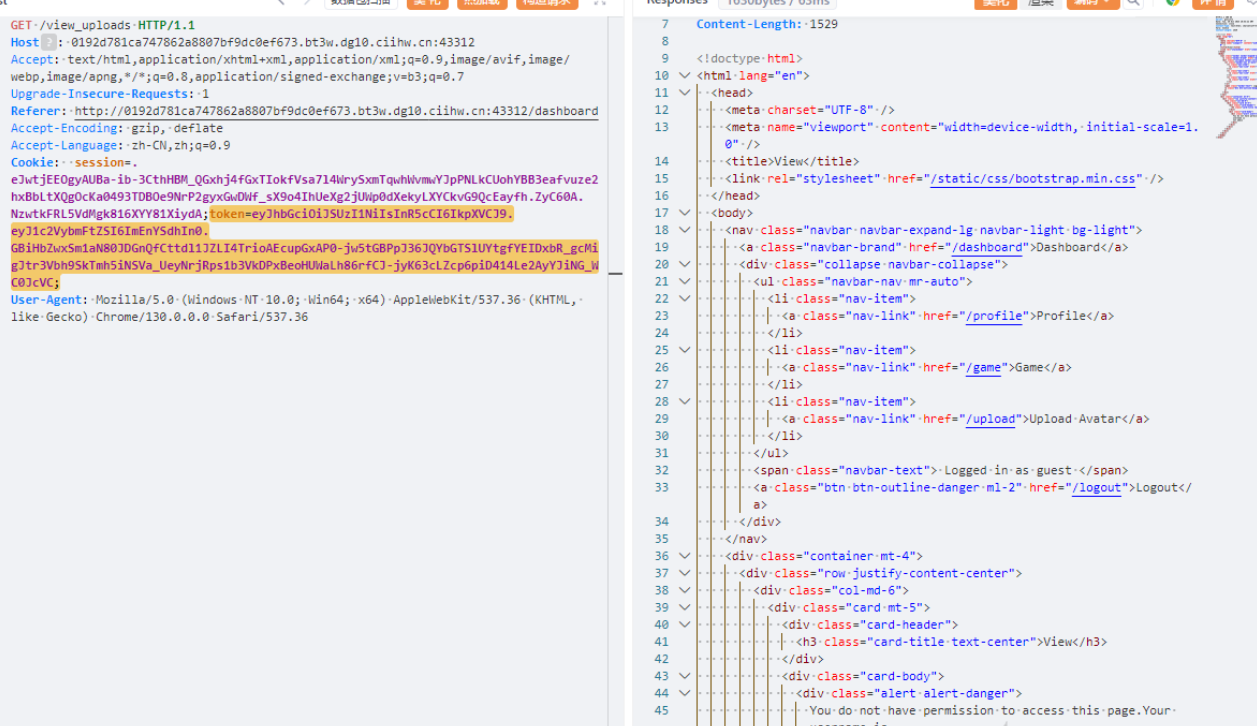 GET /view_uploads HTTP/1.1
Host ? : 0192d781ca747862a8807bf9dc0ef673.bt3w.dg10.ciihw.cn:43312
Accept: text/html,application/xhtml+xml,application/xml;q=0.9,image/avif,image/
webp,image/apng,*/*;q=0.8,application/signed-exchange;v=b3;q=0.7
Upgrade-Insecure-Requests: 1
Referer: http://0192d781ca747862a8807bf9dc0ef673.bt3w.dg10.ciihw.cn:43312/dashboard
Accept-Encoding: gzip, deflate
Accept-Language: zh-CN,zh;q=0.9
Cookie: session=.
eJwtjEEOgyAUBa-ib-3CthHBM_QGxhj4fGxTIokfVsa7l4WrySxmTqwhWvmwYJpPNLkCUohYBB3eafvuze2
hxBbLtXQgOcKa0493TDBOe9NrP2gyxGwDWf_sX9o4IhUeXg2jUWp0dXekyLXYCkvG9QcEayfh.ZyC60A.
NzwtkFRL5VdMgk816XYY81XiydA;token=eyJhbGciOiJSUzI1NiIsInR5cCI6IkpXVCJ9.
eyJ1c2VybmFtZSI6ImEnYSdhIn0.
GBiHbZwxSm1aN80JDGnQfCttdl1JZLI4TrioAEcupGxAP0-jw5tGBPpJ36JQYbGTSlUYtgfYEIDxbR_gcMi
gJtr3Vbh9SkTmh5iNSVa_UeyNrjRps1b3VkDPxBeoHUWaLh86rfCJ-jyK63cLZcp6piD414Le2AyYJiNG_W
C0JcVC;
User-Agent: Mozilla/5.0 (Windows NT 10.0; Win64; x64) AppleWebKit/537.36 (KHTML,
like Gecko) Chrome/130.0.0.0 Safari/537.36
Responses 1650bytes / 63ms
7 Content-Length: 1529
8
9 <!doctype html>
10 <html lang="en">
11 <head>
12 <meta charset="UTF-8" />
13 <meta name="viewport" content="width=device-width, initial-scale=1.
0" />
14 <title>View</title>
15 <link rel="stylesheet" href="/static/css/bootstrap.min.css" />
16 </head>
17 <body>
18 <nav class="navbar navbar-expand-lg navbar-light bg-light">
19 <a class="navbar-brand" href="/dashboard">Dashboard</a>
20 <div class="collapse navbar-collapse">
21 <ul class="navbar-nav mr-auto">
22 <li class="nav-item">
23 <a class="nav-link" href="/profile">Profile</a>
24 </li>
25 <li class="nav-item">
26 <a class="nav-link" href="/game">Game</a>
27 </li>
28 <li class="nav-item">
29 <a class="nav-link" href="/upload">Upload Avatar</a>
30 </li>
31 </ul>
32 <span class="navbar-text"> Logged in as guest </span>
33 <a class="btn btn-outline-danger ml-2" href="/logout">Logout</
a>
34 </div>
35 </nav>
36 <div class="container mt-4">
37 <div class="row justify-content-center">
38 <div class="col-md-6">
39 <div class="card mt-5">
40 <div class="card-header">
41 <h3 class="card-title text-center">View</h3>
42 </div>
43 <div class="card-body">
44 <div class="alert alert-danger">
45 You do not have permission to access this page.Your